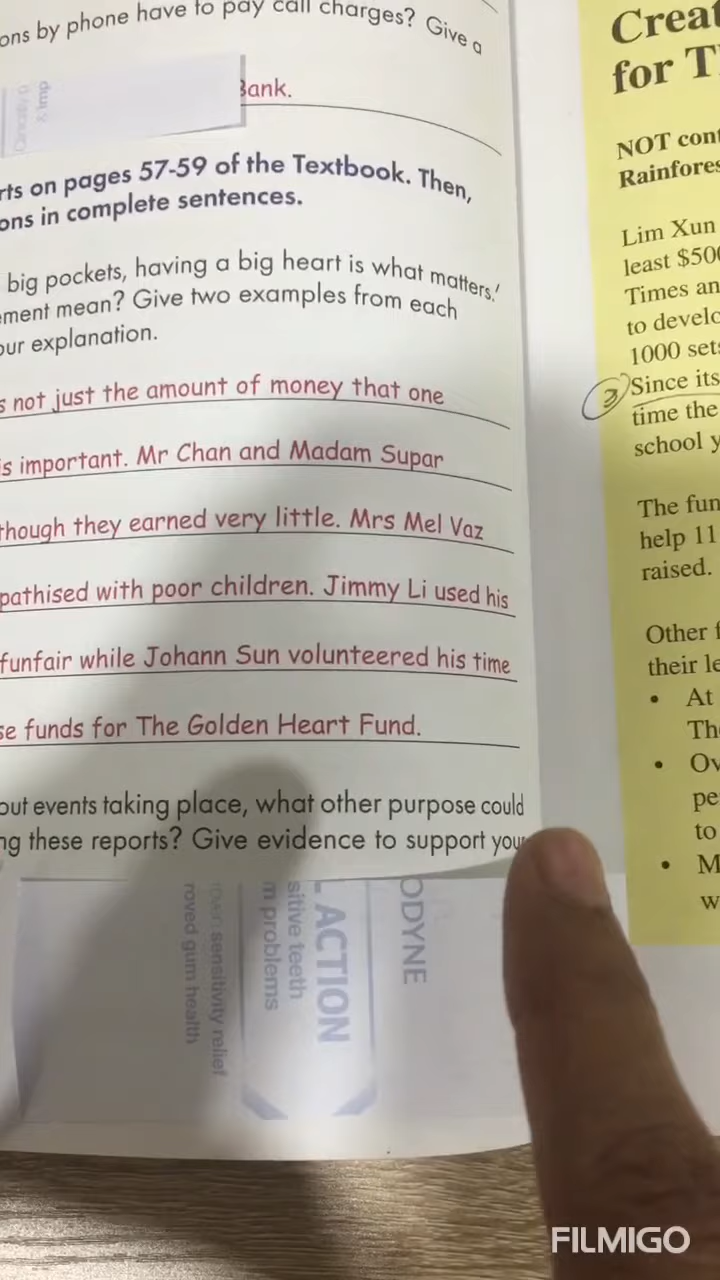 ons by phone have to pay call charges? Give a
Bank.
rts on pages 57-59 of the Textbook. Then,
ons in complete sentences.
big pockets, having a big heart is what matters.'
ement mean? Give two examples from each
our explanation.
s not just the amount of money that one
is important. Mr Chan and Madam Supar
though they earned very little. Mrs Mel Vaz
pathised with poor children. Jimmy Li used his
funfair while Johann Sun volunteered his time
se funds for The Golden Heart Fund.
out events taking place, what other purpose could
ng these reports? Give evidence to support your
ODYNE
ACTION
sitive teeth
m problems
sensitivity relief
roved gum health
& imp
Creat
for T
NOT cont
Rainfores
Lim Xun
least $500
Times an
to develo
1000 sets
3 Since its
time the
school y
The fun
help 11
raised.
Other f
their le
• At
Th
• Ov
pe
to
• M
w
FILMIGO